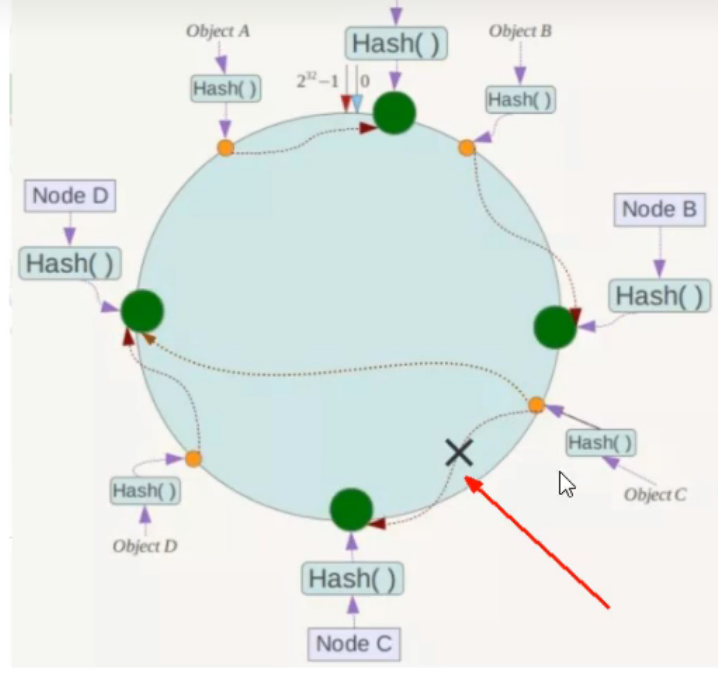 Object A
Object B
Hash( )
2³²−1
0
Hash( )
Hash( )
Node D
Node B
Hash( )
Hash( )
Hash( )
Object C
Hash( )
Object D
Hash( )
Node C